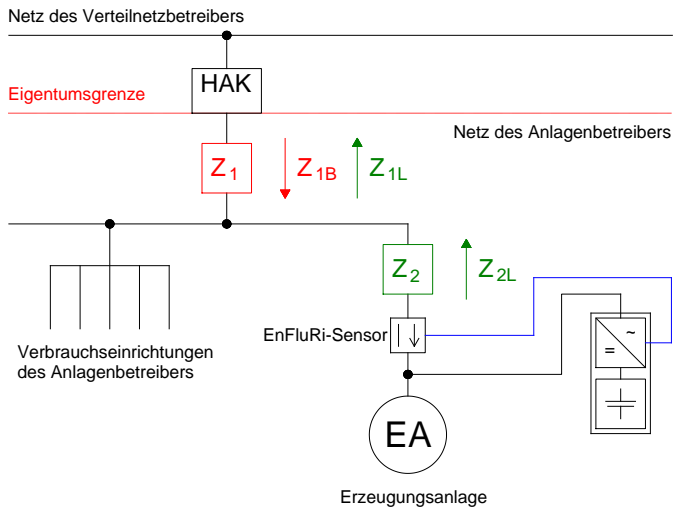 Netz des Verteilnetzbetreibers
HAK
Eigentumsgrenze
Netz des Anlagenbetreibers
Z1 Z1B Z1L
Z2 Z2L
EnFluRi-Sensor
~
=
Verbrauchseinrichtungen
des Anlagenbetreibers
EA
Erzeugungsanlage